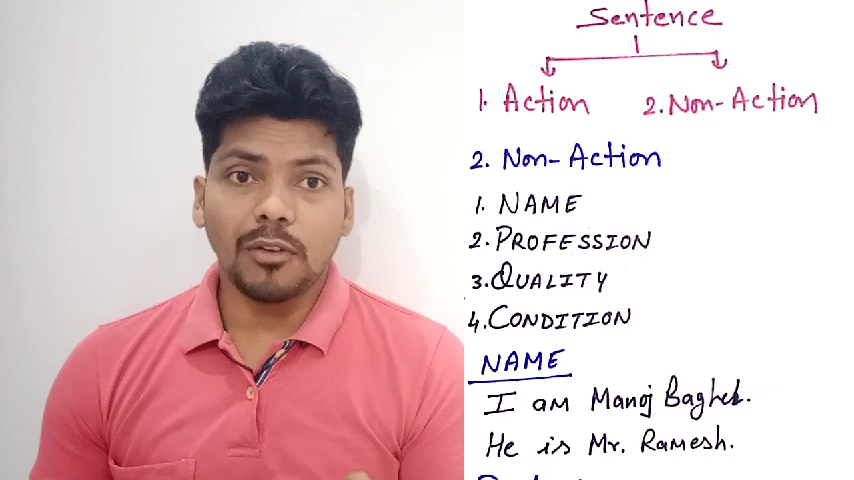 Sentence
1. Action 2. Non-Action
2. Non-Action
1. NAME
2. PROFESSION
3. QUALITY
4. CONDITION
NAME
I am Manoj Baghel.
He is Mr. Ramesh.